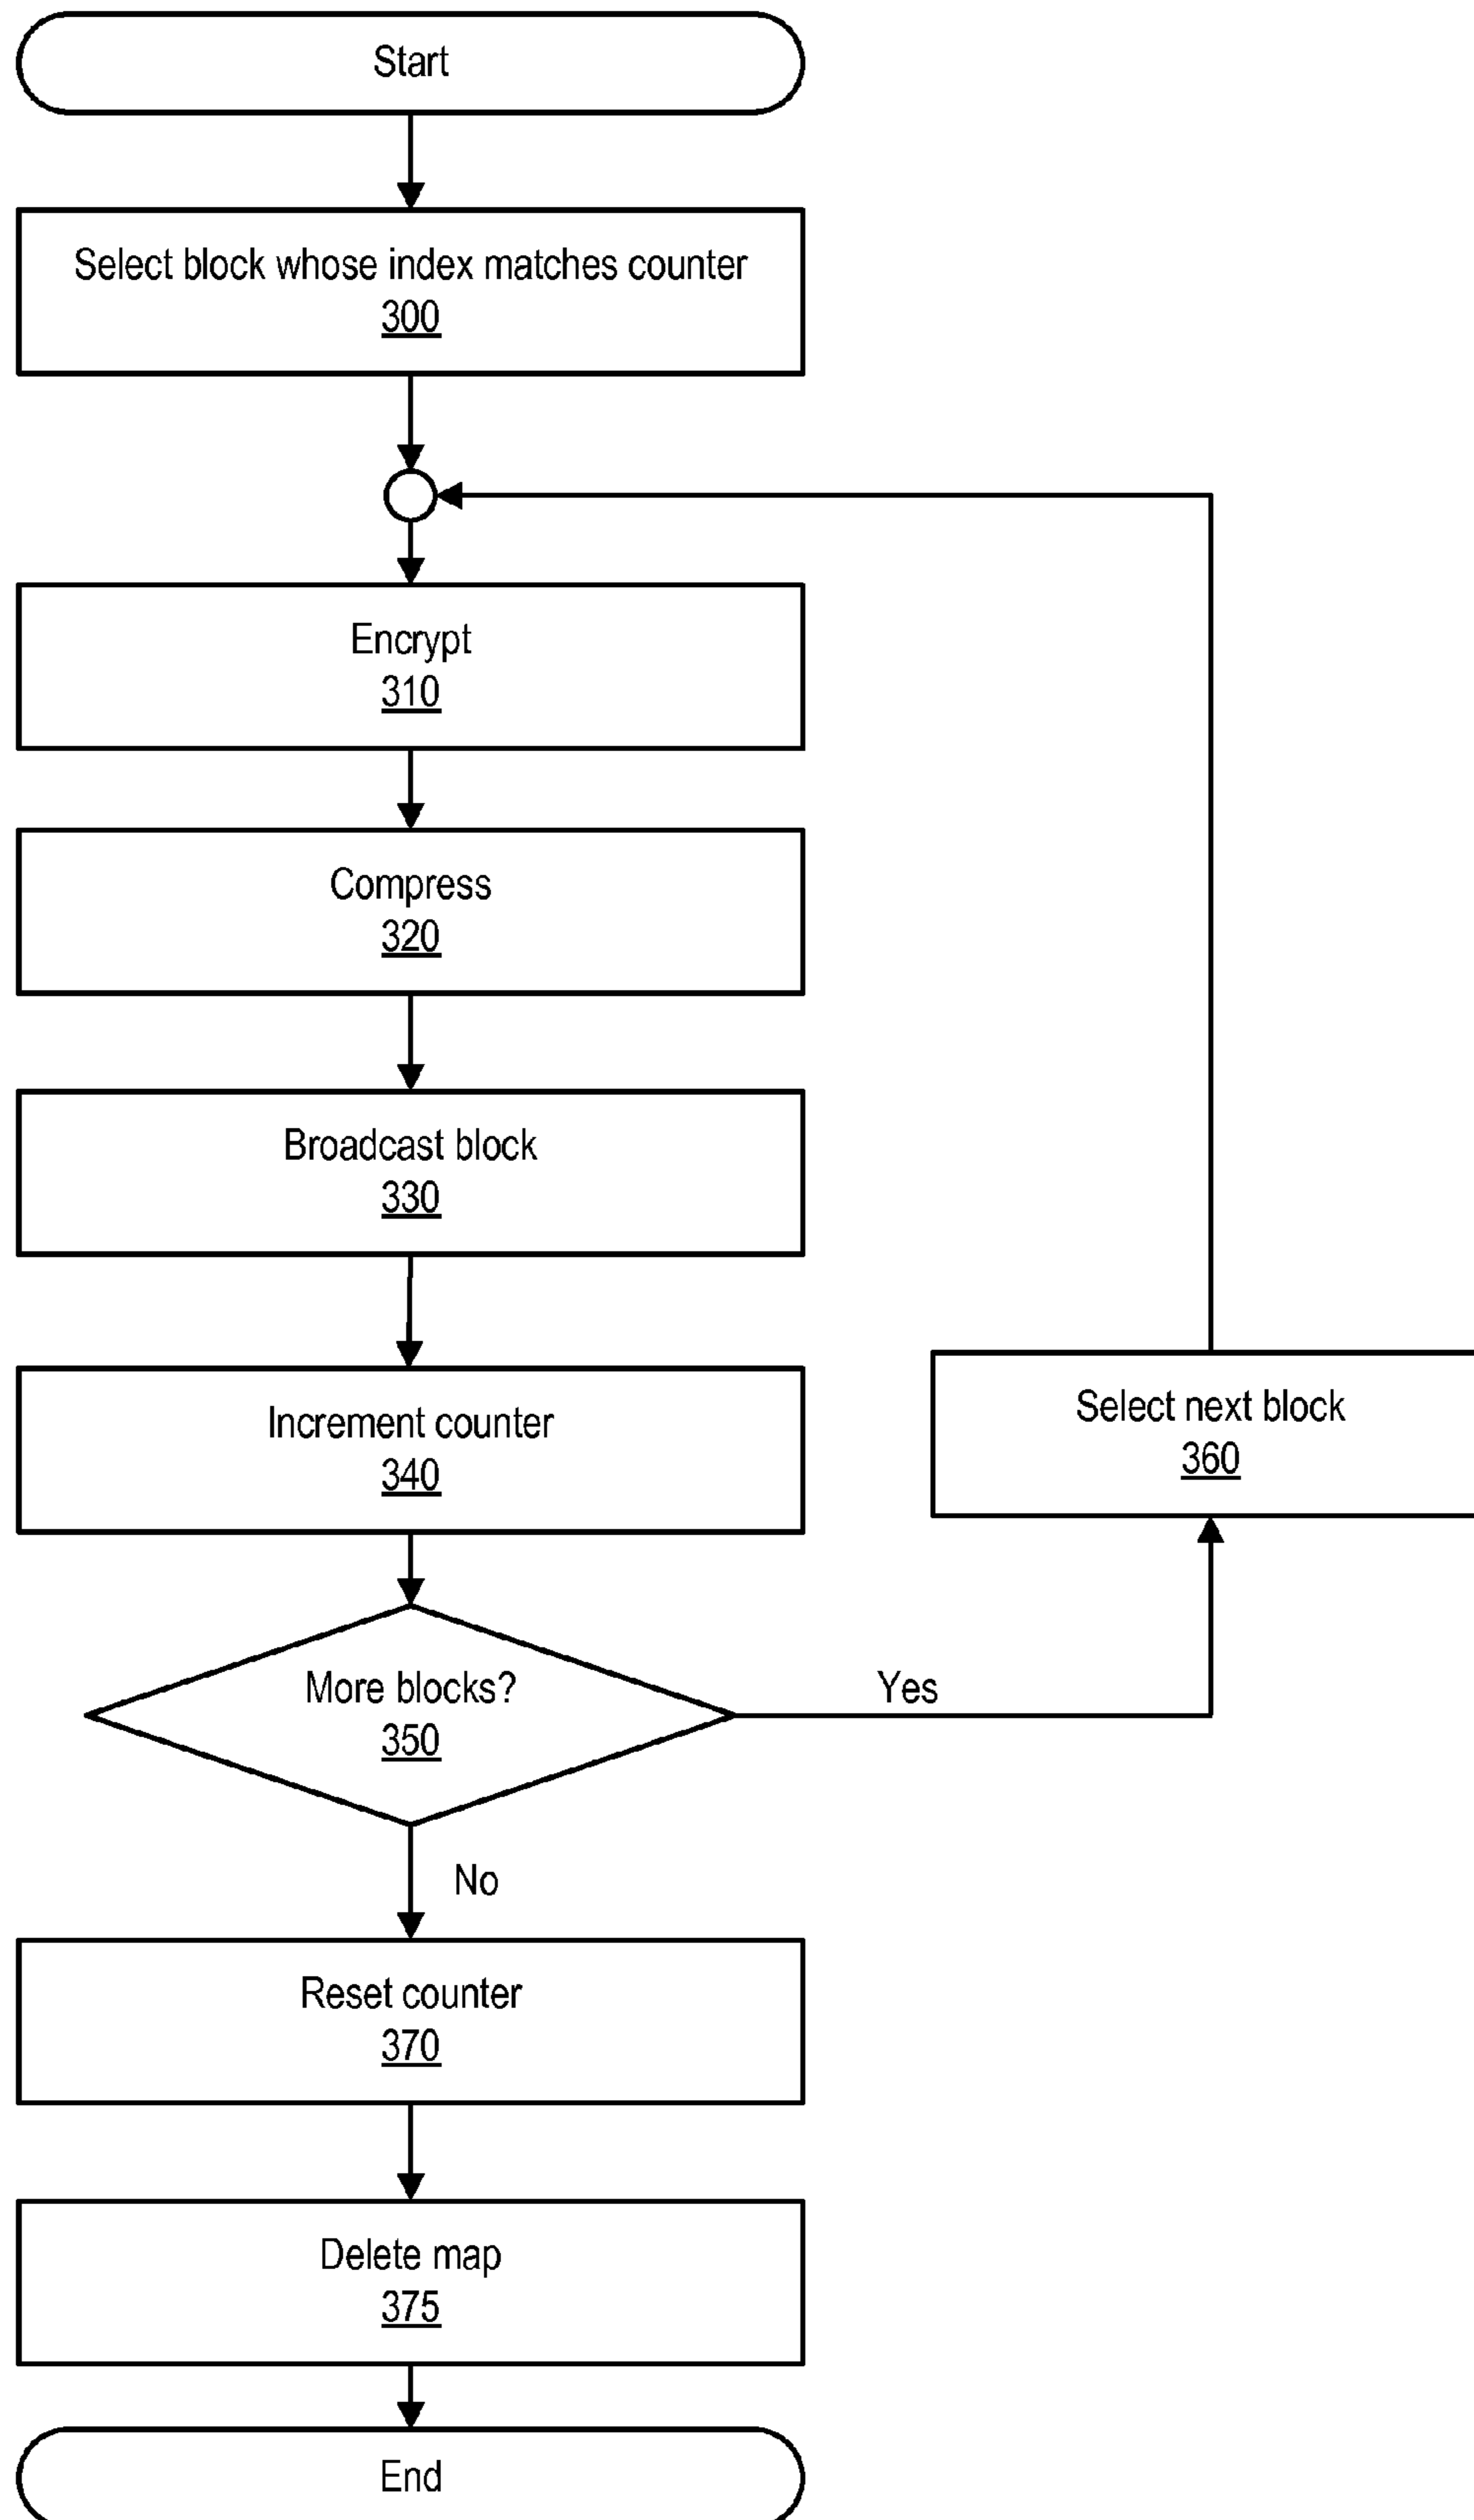 Start
Select block whose index matches counter
300
Encrypt
310
Compress
320
Broadcast block
330
Increment counter
340
Select next block
360
More blocks?
350
Yes
No
Reset counter
370
Delete map
375
End